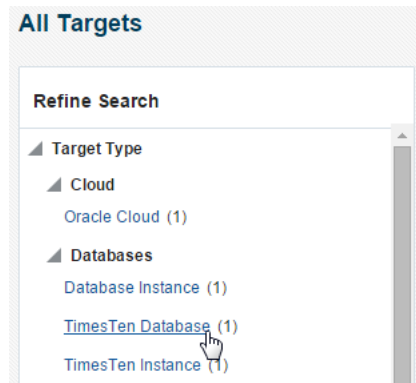 All Targets
Refine Search
Target Type
Cloud
Oracle Cloud (1)
Databases
Database Instance (1)
TimesTen Database (1)
TimesTen Instance (1)